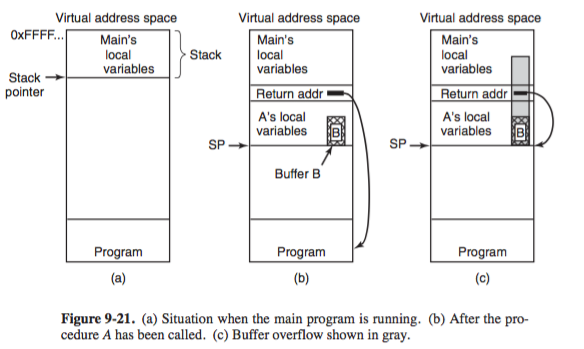 Virtual address space
0xFFFF...
Main's
local
variables
Stack
Stack
pointer
Program
(a)
Virtual address space
Main's
local
variables
Return addr
A's local
variables
B
SP
Buffer B
Program
(b)
Virtual address space
Main's
local
variables
Return addr
A's local
variables
B
SP
Program
(c)
Figure 9-21. (a) Situation when the main program is running. (b) After the pro-
cedure A has been called. (c) Buffer overflow shown in gray.